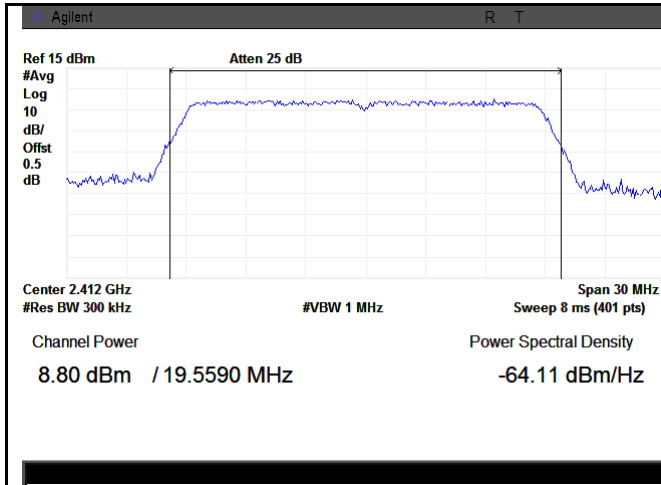 Agilent R T
Ref 15 dBm Atten 25 dB
#Avg
Log
10
dB/
Offst
0.5
dB
Center 2.412 GHz Span 30 MHz
#Res BW 300 kHz #VBW 1 MHz Sweep 8 ms (401 pts)
Channel Power Power Spectral Density
8.80 dBm / 19.5590 MHz -64.11 dBm/Hz